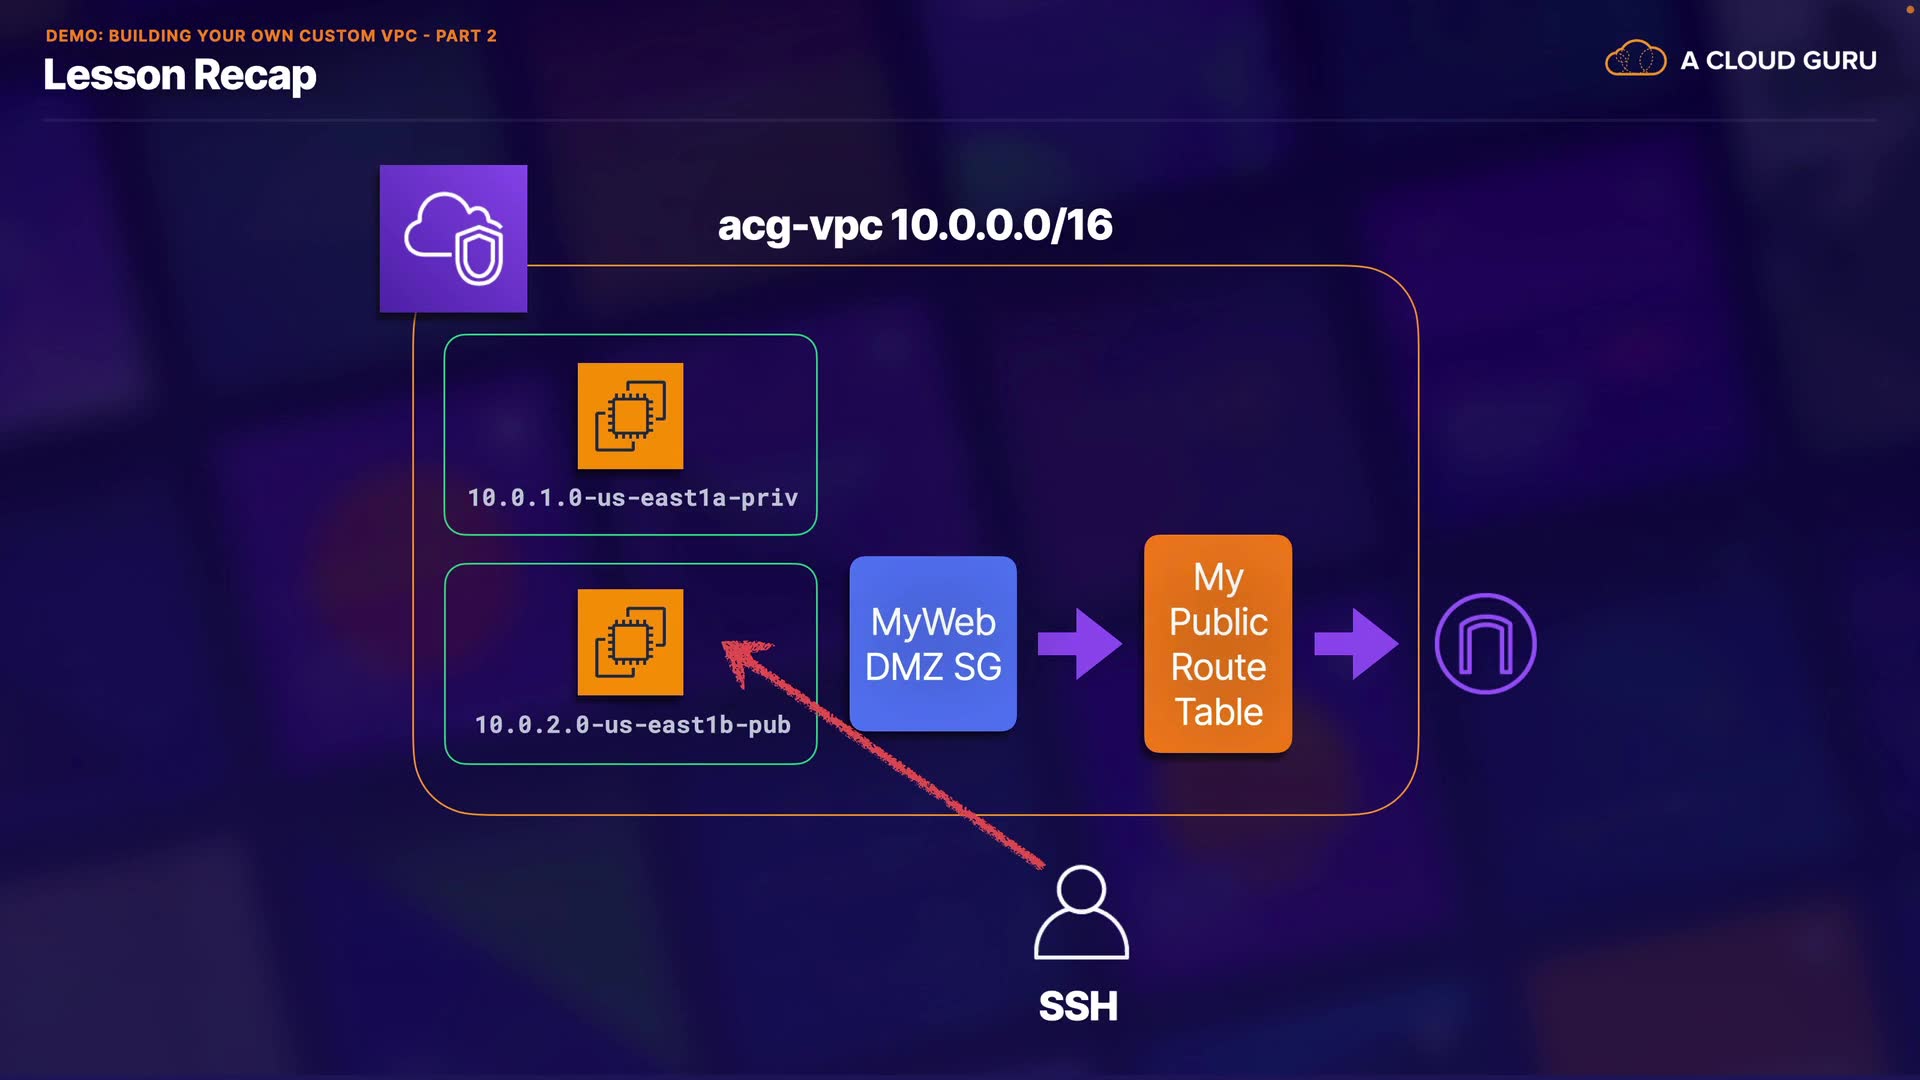 DEMO: BUILDING YOUR OWN CUSTOM VPC - PART 2
Lesson Recap
A CLOUD GURU
acg-vpc 10.0.0.0/16
10.0.1.0-us-east1a-priv
10.0.2.0-us-east1b-pub
MyWeb
DMZ SG
My
Public
Route
Table
SSH